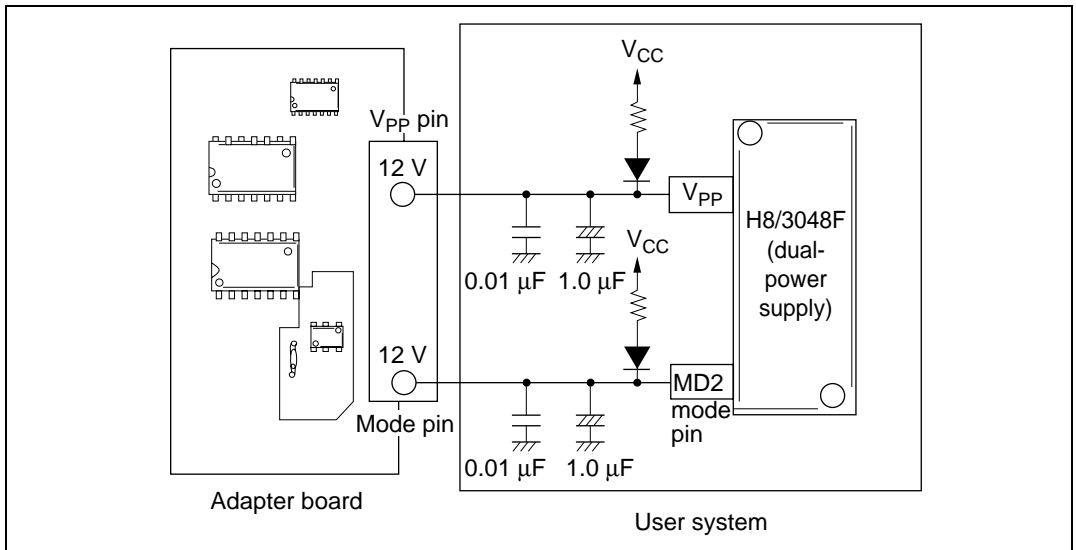 V_CC
V_PP pin
12 V
V_PP
H8/3048F
(dual-
power
supply)
0.01 μF
1.0 μF
V_CC
12 V
MD2
mode
pin
Mode pin
0.01 μF
1.0 μF
Adapter board
User system